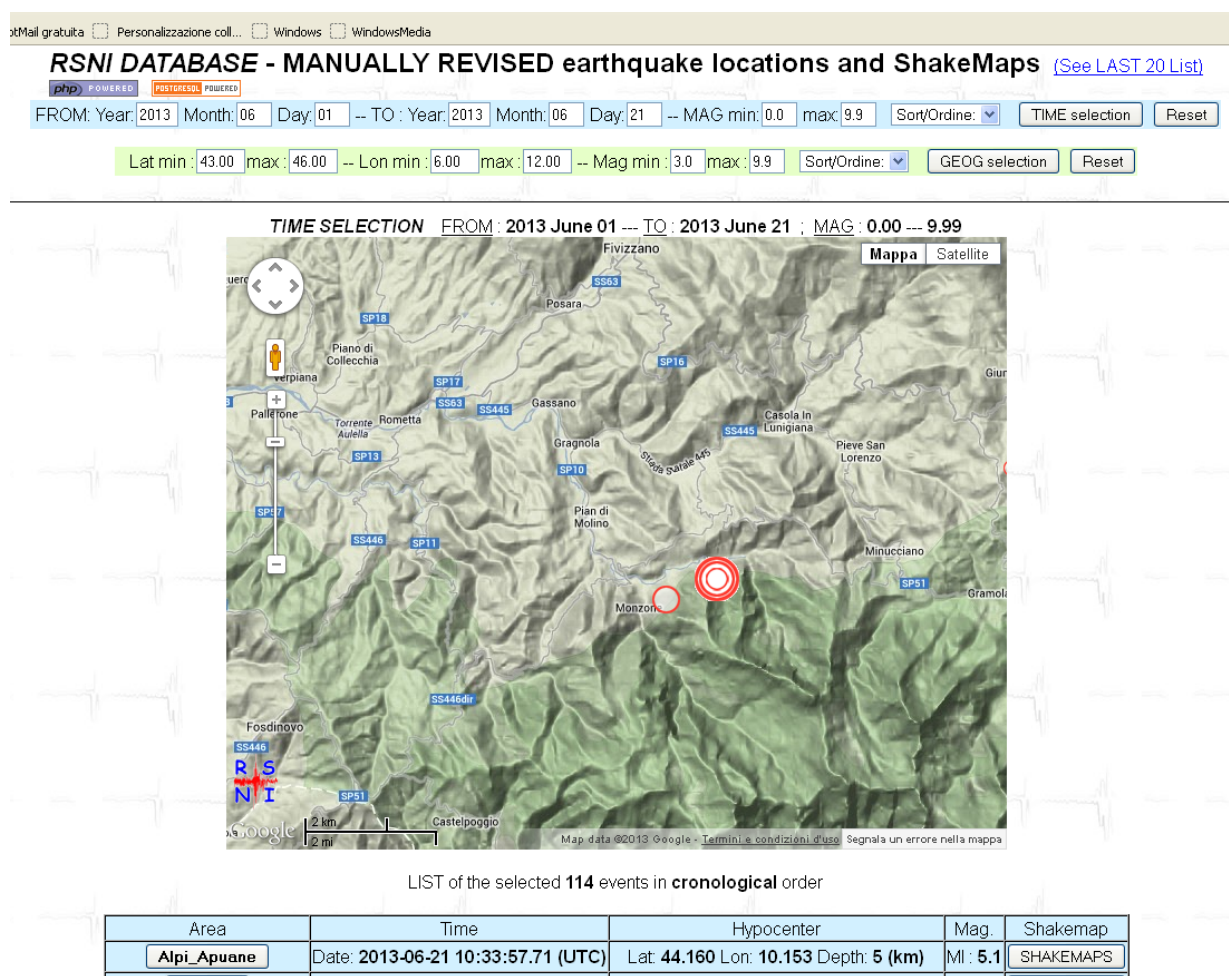 otMail gratuita Personalizzazione coll... Windows WindowsMedia
RSNI DATABASE - MANUALLY REVISED earthquake locations and ShakeMaps (See LAST 20 List)
php POWERED POSTGRESQL POWERED
FROM: Year: 2013 Month: 06 Day: 01 -- TO : Year: 2013 Month: 06 Day: 21 -- MAG min: 0.0 max: 9.9 Sort/Ordine: TIME selection Reset
Lat min : 43.00 max : 46.00 -- Lon min : 6.00 max : 12.00 -- Mag min : 3.0 max : 9.9 Sort/Ordine: GEOG selection Reset
TIME SELECTION FROM : 2013 June 01 --- TO : 2013 June 21 ; MAG : 0.00 --- 9.99
Fivizzano
Mappa Satellite
SS63
Posara
SP18
Piano di
Collecchia
SP16
SP17
SS63
SS445
Gassano
Pallerone
Torrente
Aulella
Rometta
Casola In
Lunigiana
SS445
Gragnola
Strada Statale 445
Pieve San
Lorenzo
SP13
SP10
SP57
Pian di
Molino
SS446
SP11
Minucciano
SP51
Gramola
Monzone
SS446dir
Fosdinovo
SS446
R S
N I
SP51
Castelpoggio
Google
2 km
2 mi
Map data ©2013 Google - Termini e condizioni d'uso Segnala un errore nella mappa
LIST of the selected 114 events in cronological order
Area Time Hypocenter Mag. Shakemap
Alpi_Apuane Date: 2013-06-21 10:33:57.71 (UTC) Lat: 44.160 Lon: 10.153 Depth: 5 (km) Ml : 5.1 SHAKEMAPS